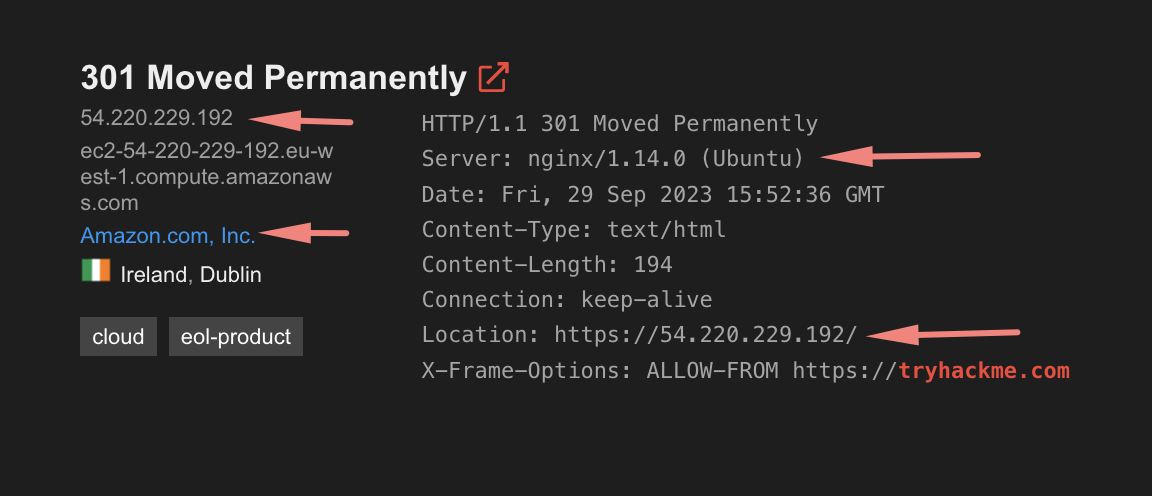 301 Moved Permanently
54.220.229.192
ec2-54-220-229-192.eu-w
est-1.compute.amazonaw
s.com
Amazon.com, Inc.
Ireland, Dublin
cloud
eol-product
HTTP/1.1 301 Moved Permanently
Server: nginx/1.14.0 (Ubuntu)
Date: Fri, 29 Sep 2023 15:52:36 GMT
Content-Type: text/html
Content-Length: 194
Connection: keep-alive
Location: https://54.220.229.192/
X-Frame-Options: ALLOW-FROM https://tryhackme.com